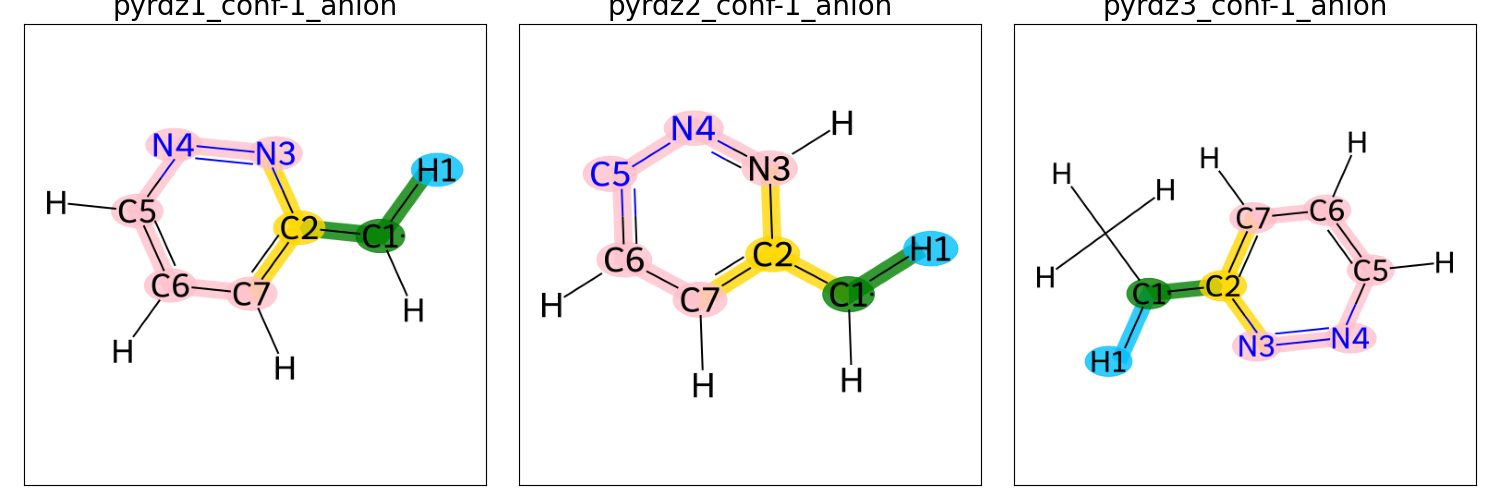 pyrdz1_conf-1_anion
pyrdz2_conf-1_anion
pyrdz3_conf-1_anion
N4
N3
H1
H
C5
C2
C1
C6
C7
H
H
H
N4
H
C5
N3
C6
C2
H1
H
C7
C1
H
H
H
H
H
H
C7
C6
H
C5
H
C1
C2
H1
N3
N4